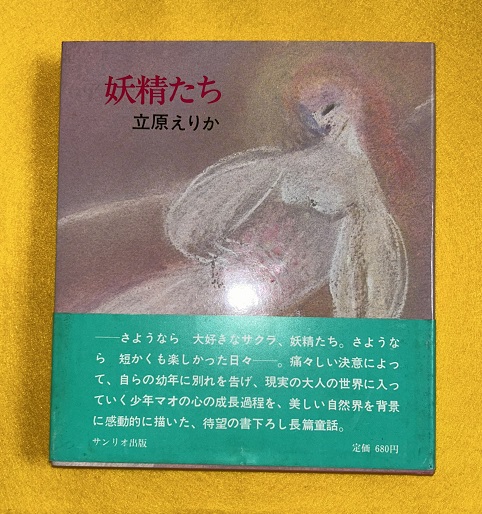 妖精たち
立原えりか
――さようなら　大好きなサクラ、妖精たち。さような
ら　短かくも楽しかった日々――。痛々しい決意によっ
て、自らの幼年に別れを告げ、現実の大人の世界に入っ
ていく少年マオの心の成長過程を、美しい自然界を背景
に感動的に描いた、待望の書下ろし長篇童話。
サンリオ出版　定価 680円